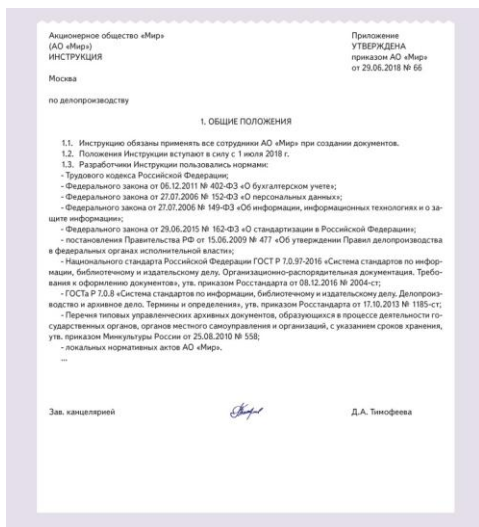 Акционерное общество «Мир»
(АО «Мир»)
ИНСТРУКЦИЯ
Приложение
УТВЕРЖДЕНА
приказом АО «Мир»
от 29.06.2018 № 66
Москва
по делопроизводству
1. ОБЩИЕ ПОЛОЖЕНИЯ
1.1. Инструкцию обязаны применять все сотрудники АО «Мир» при создании документов.
1.2. Положения Инструкции вступают в силу с 1 июля 2018 г.
1.3. Разработчики Инструкции пользовались нормами:
- Трудового кодекса Российской Федерации;
- Федерального закона от 06.12.2011 № 402-ФЗ «О бухгалтерском учете»;
- Федерального закона от 27.07.2006 № 152-ФЗ «О персональных данных»;
- Федерального закона от 27.07.2006 № 149-ФЗ «Об информации, информационных технологиях и о за-
щите информации»;
- Федерального закона от 29.06.2015 № 162-ФЗ «О стандартизации в Российской Федерации»;
- постановления Правительства РФ от 15.06.2009 № 477 «Об утверждении Правил делопроизводства
в федеральных органах исполнительной власти»;
- Национального стандарта Российской Федерации ГОСТ Р 7.0.97-2016 «Система стандартов по инфор-
мации, библиотечному и издательскому делу. Организационно-распорядительная документация. Требо-
вания к оформлению документов», утв. приказом Росстандарта от 08.12.2016 № 2004-ст;
- ГОСТа Р 7.0.8 «Система стандартов по информации, библиотечному и издательскому делу. Делопроиз-
водство и архивное дело. Термины и определения», утв. приказом Росстандарта от 17.10.2013 № 1185-ст;
- Перечня типовых управленческих архивных документов, образующихся в процессе деятельности го-
сударственных органов, органов местного самоуправления и организаций, с указанием сроков хранения,
утв. приказом Минкультуры России от 25.08.2010 № 558;
- локальных нормативных актов АО «Мир».
...
Зав. канцелярией
Д.А. Тимофеева